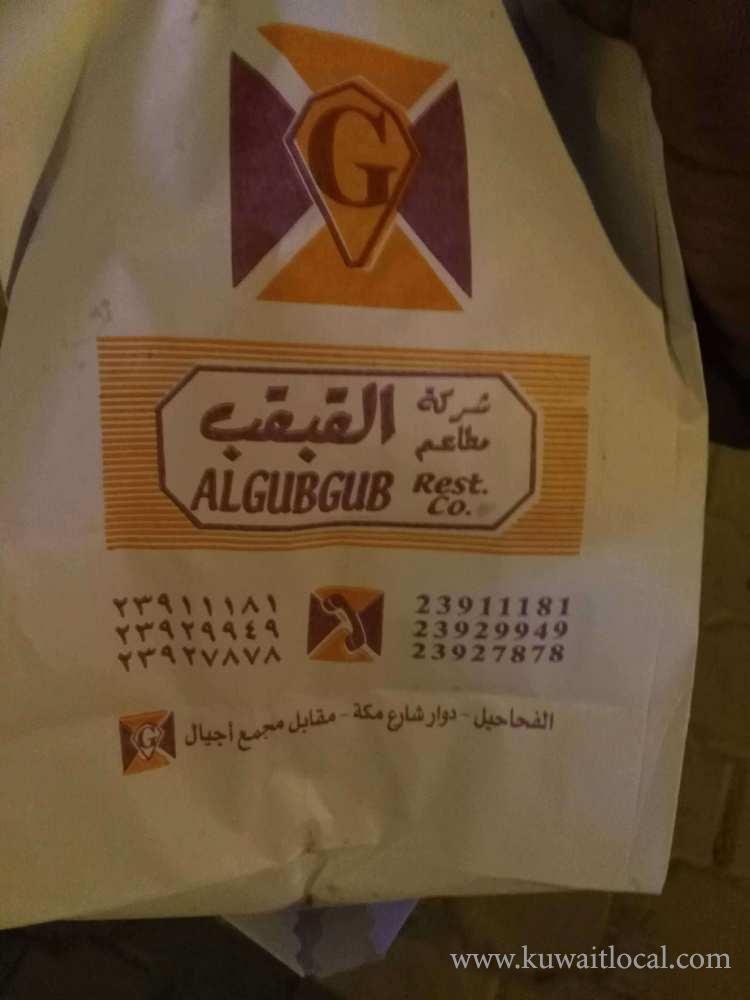 G
شركة
مطاعم
القبقب
ALGUBGUB
Rest.
Co.
٢٣٩١١١٨١
٢٣٩٢٩٩٤٩
٢٣٩٢٧٨٧٨
23911181
23929949
23927878
الفحاحيل - دوار شارع مكة - مقابل مجمع أجيال
G
www.kuwaitlocal.com